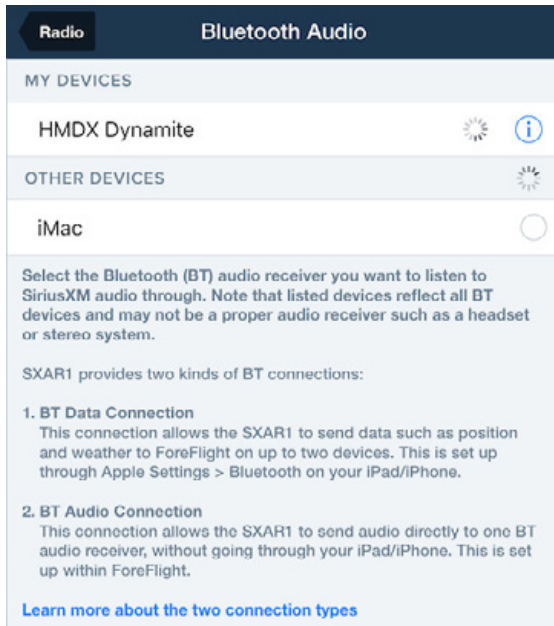 Radio
Bluetooth Audio
MY DEVICES
HMDX Dynamite
OTHER DEVICES
iMac
Select the Bluetooth (BT) audio receiver you want to listen to
SiriusXM audio through. Note that listed devices reflect all BT
devices and may not be a proper audio receiver such as a headset
or stereo system.
SXAR1 provides two kinds of BT connections:
1. BT Data Connection
This connection allows the SXAR1 to send data such as position
and weather to ForeFlight on up to two devices. This is set up
through Apple Settings > Bluetooth on your iPad/iPhone.
2. BT Audio Connection
This connection allows the SXAR1 to send audio directly to one BT
audio receiver, without going through your iPad/iPhone. This is set
up within ForeFlight.
Learn more about the two connection types